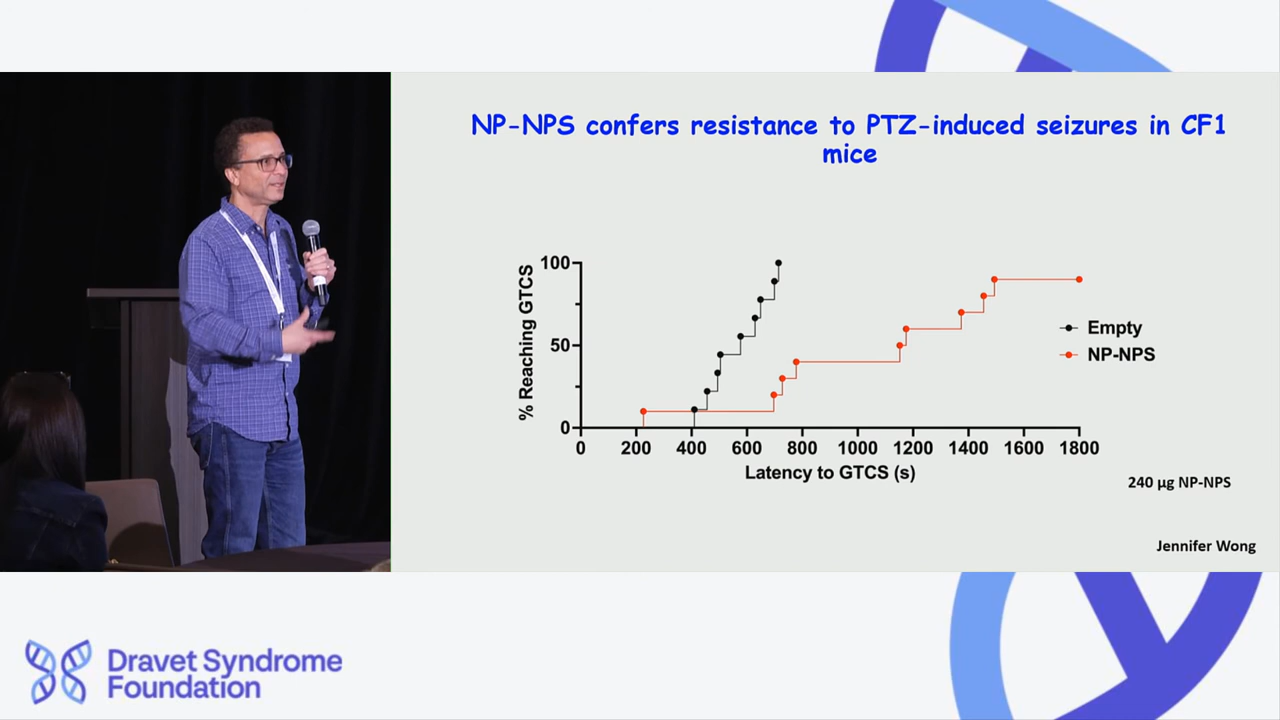 NP-NPS confers resistance to PTZ-induced seizures in CF1
mice
% Reaching GTCS
100
50
0
0 200 400 600 800 1000 1200 1400 1600 1800
Latency to GTCS (s)
Empty
NP-NPS
240 µg NP-NPS
Jennifer Wong
Dravet Syndrome
Foundation